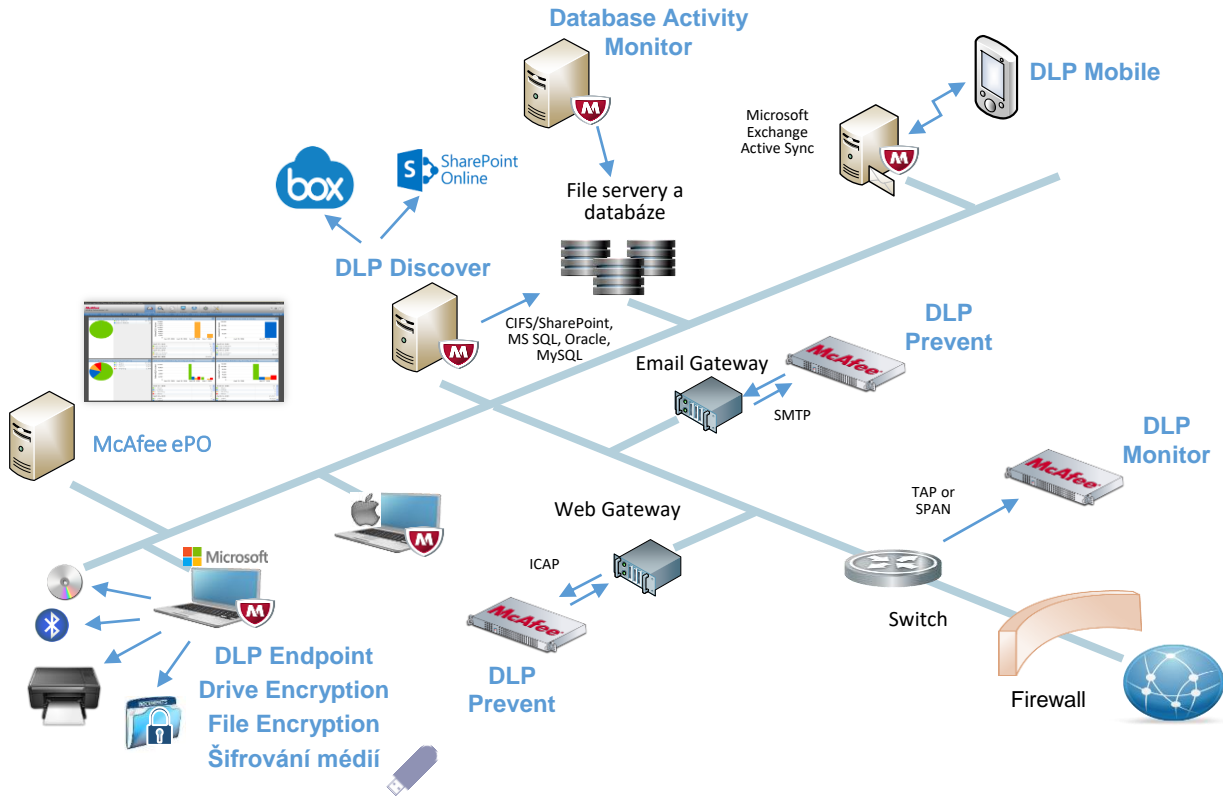 Database Activity
Monitor
DLP Mobile
Microsoft
Exchange
Active Sync
box
S
SharePoint
Online
File servery a
databáze
DLP Discover
CIFS/SharePoint,
MS SQL, Oracle,
MySQL
DLP
Prevent
Email Gateway
McAfee
SMTP
McAfee ePO
DLP
Monitor
McAfee
TAP or
SPAN
Web Gateway
ICAP
Microsoft
McAfee
Switch
DLP
Prevent
DLP Endpoint
Drive Encryption
File Encryption
Šifrování médií
DOCUMENTS
Firewall